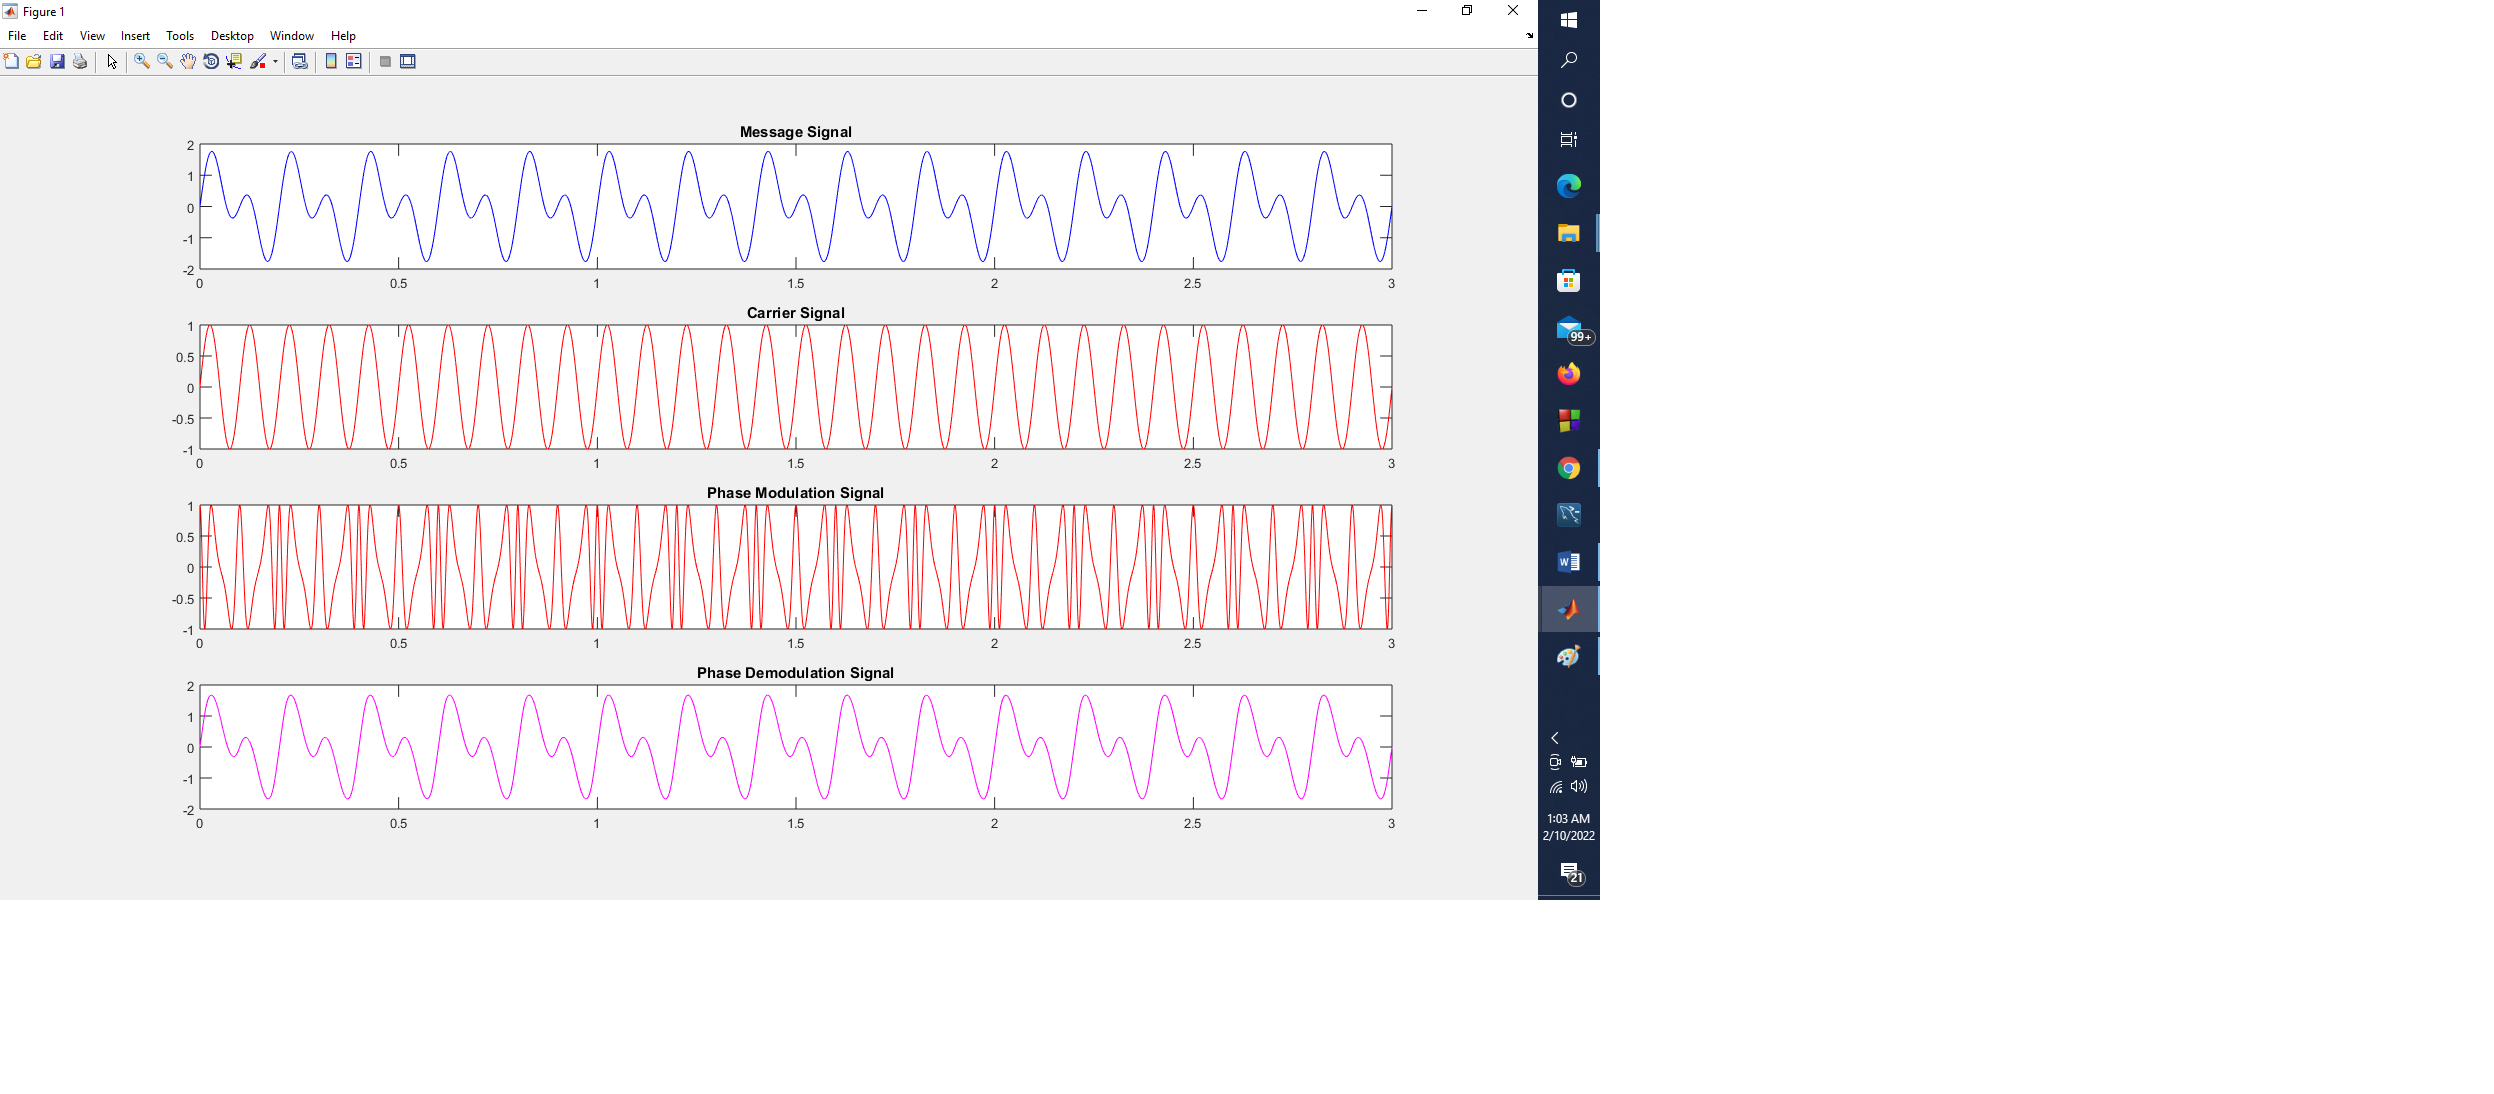 Figure 1
File Edit View Insert Tools Desktop Window Help
Message Signal
2
1
0
-1
-2
0 0.5 1 1.5 2 2.5 3
Carrier Signal
1
0.5
0
-0.5
-1
0 0.5 1 1.5 2 2.5 3
Phase Modulation Signal
1
0.5
0
-0.5
-1
0 0.5 1 1.5 2 2.5 3
Phase Demodulation Signal
2
1
0
-1
-2
0 0.5 1 1.5 2 2.5 3
99+
W
1:03 AM
2/10/2022
21